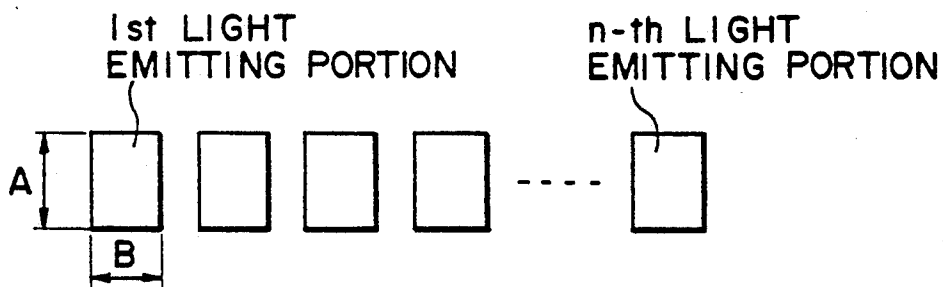 1st LIGHT
EMITTING PORTION
n-th LIGHT
EMITTING PORTION
A
B